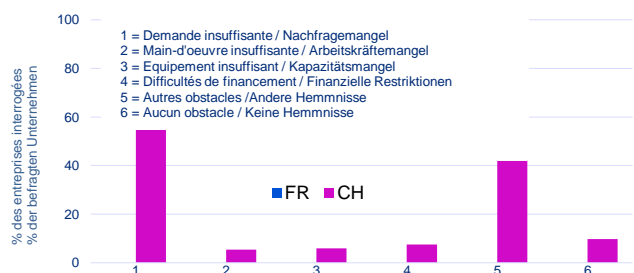 % des entreprises interrogées
% der befragten Unternehmen
100
80
60
40
20
0
1 = Demande insuffisante / Nachfragemangel
2 = Main-d'oeuvre insuffisante / Arbeitskräftemangel
3 = Equipement insuffisant / Kapazitätsmangel
4 = Difficultés de financement / Finanzielle Restriktionen
5 = Autres obstacles /Andere Hemmnisse
6 = Aucun obstacle / Keine Hemmnisse
FR CH
1 2 3 4 5 6